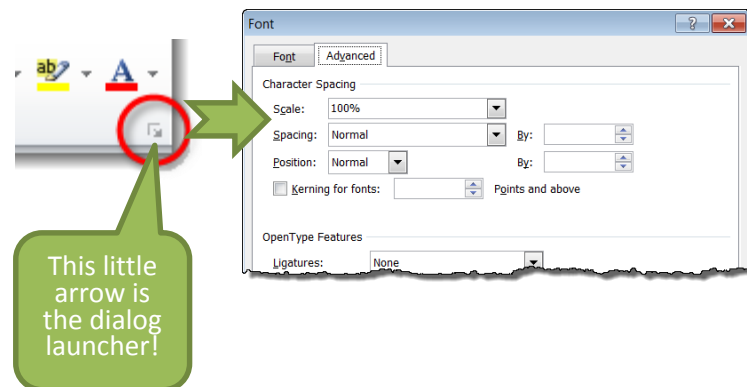 Font
Font Advanced
ab A
Character Spacing
Scale: 100%
Spacing: Normal By:
Position: Normal By:
Kerning for fonts: Points and above
OpenType Features
Ligatures: None
This little
arrow is
the dialog
launcher!